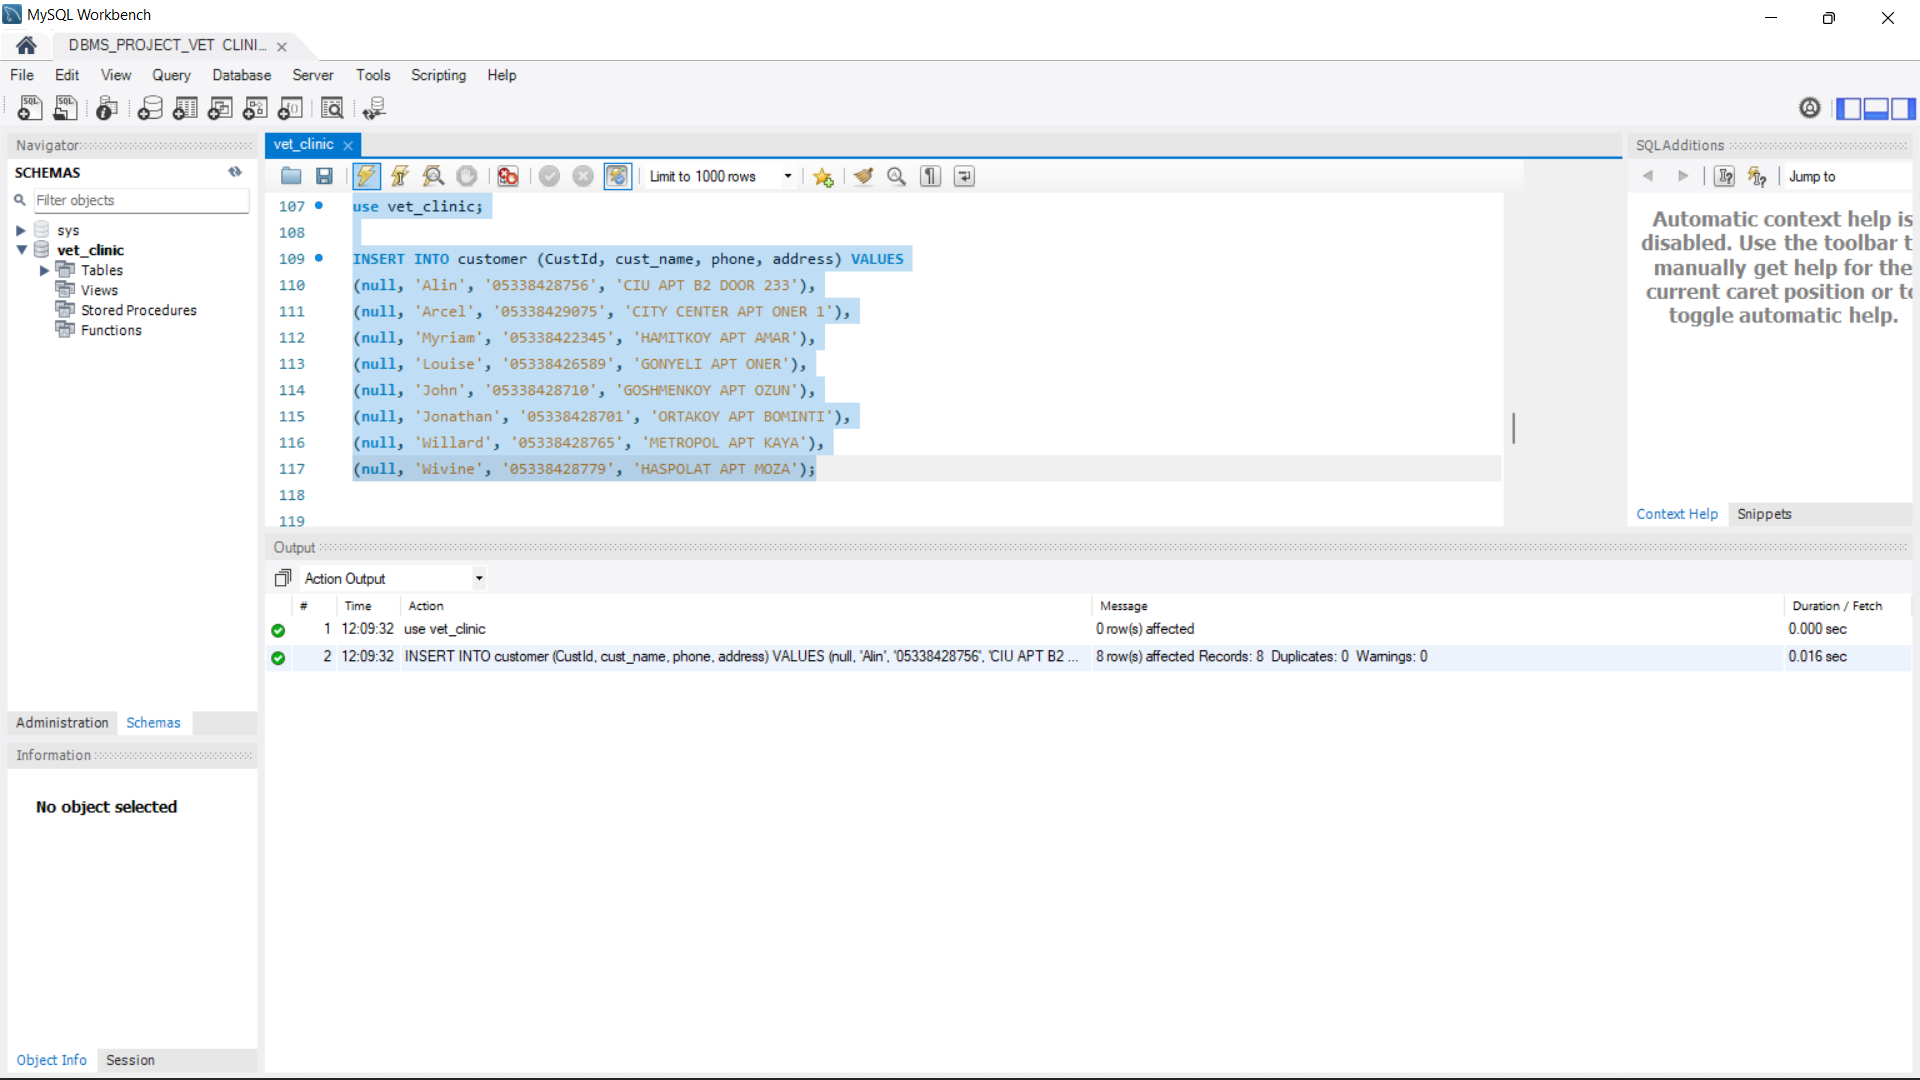 MySQL Workbench
DBMS_PROJECT_VET CLINI...
File Edit View Query Database Server Tools Scripting Help
Navigator
SCHEMAS
Filter objects
sys
vet_clinic
Tables
Views
Stored Procedures
Functions
Administration Schemas
Information
No object selected
Object Info Session
vet_clinic
Limit to 1000 rows
107 use vet_clinic;
108
109 INSERT INTO customer (CustId, cust_name, phone, address) VALUES
110 (null, 'Alin', '05338428756', 'CIU APT B2 DOOR 233'),
111 (null, 'Arcel', '05338429075', 'CITY CENTER APT ONER 1'),
112 (null, 'Myriam', '05338422345', 'HAMITKOY APT AMAR'),
113 (null, 'Louise', '05338426589', 'GONYELI APT ONER'),
114 (null, 'John', '05338428710', 'GOSHMENKOY APT OZUN'),
115 (null, 'Jonathan', '05338428701', 'ORTAKOY APT BOMINTI'),
116 (null, 'Willard', '05338428765', 'METROPOL APT KAYA'),
117 (null, 'Wivine', '05338428779', 'HASPOLAT APT MOZA');
118
119
SQLAdditions
Jump to
Automatic context help is
disabled. Use the toolbar t
manually get help for the
current caret position or to
toggle automatic help.
Context Help Snippets
Output
Action Output
# Time Action Message Duration / Fetch
1 12:09:32 use vet_clinic 0 row(s) affected 0.000 sec
2 12:09:32 INSERT INTO customer (CustId, cust_name, phone, address) VALUES (null, 'Alin', '05338428756', 'CIU APT B2 ... 8 row(s) affected Records: 8 Duplicates: 0 Warnings: 0 0.016 sec